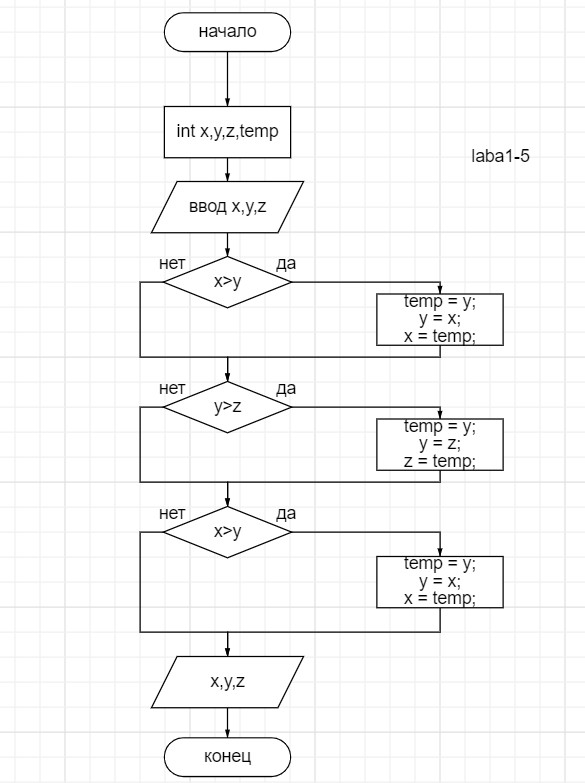 начало
int x,y,z,temp
laba1-5
ввод x,y,z
нет
да
x>y
temp = y;
y = x;
x = temp;
нет
да
y>z
temp = y;
y = z;
z = temp;
нет
да
x>y
temp = y;
y = x;
x = temp;
x,y,z
конец